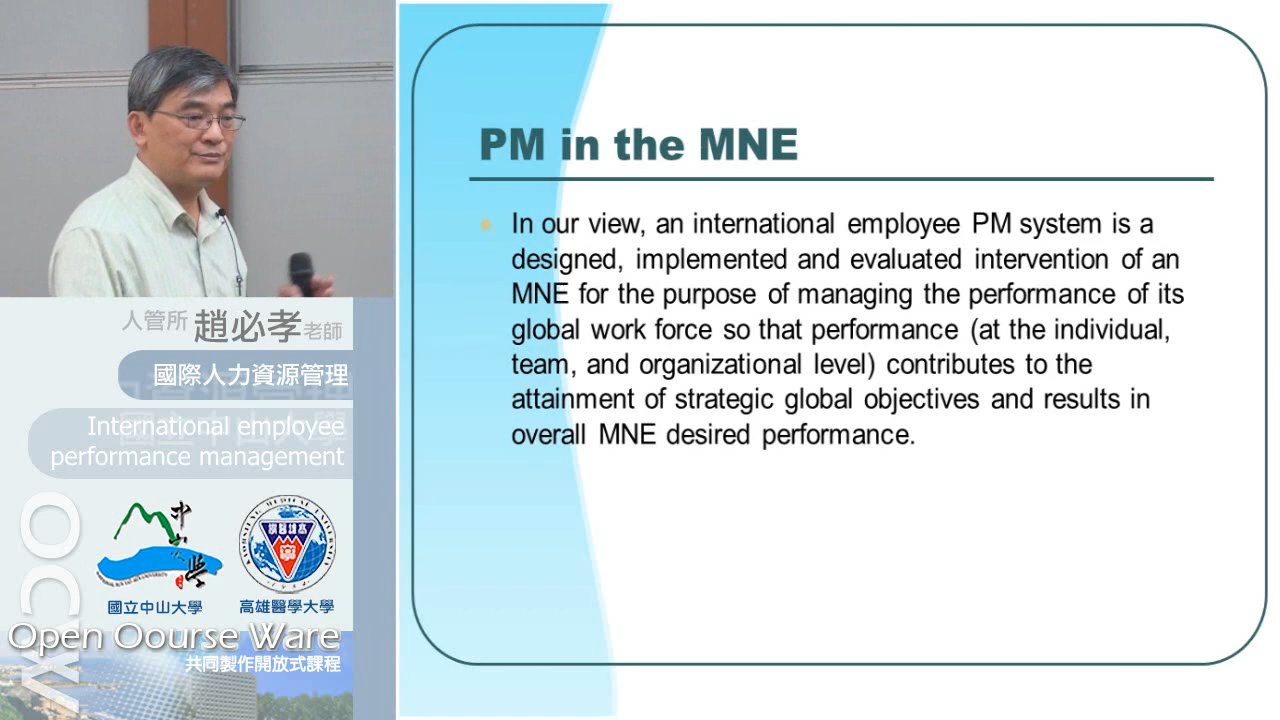 人管所 趙必孝老師
國際人力資源管理
International employee
performance management
OCW
中山大學
國立中山大學
高雄醫學大學
Open Oourse Ware
共同製作開放式課程
PM in the MNE
In our view, an international employee PM system is a
designed, implemented and evaluated intervention of an
MNE for the purpose of managing the performance of its
global work force so that performance (at the individual,
team, and organizational level) contributes to the
attainment of strategic global objectives and results in
overall MNE desired performance.